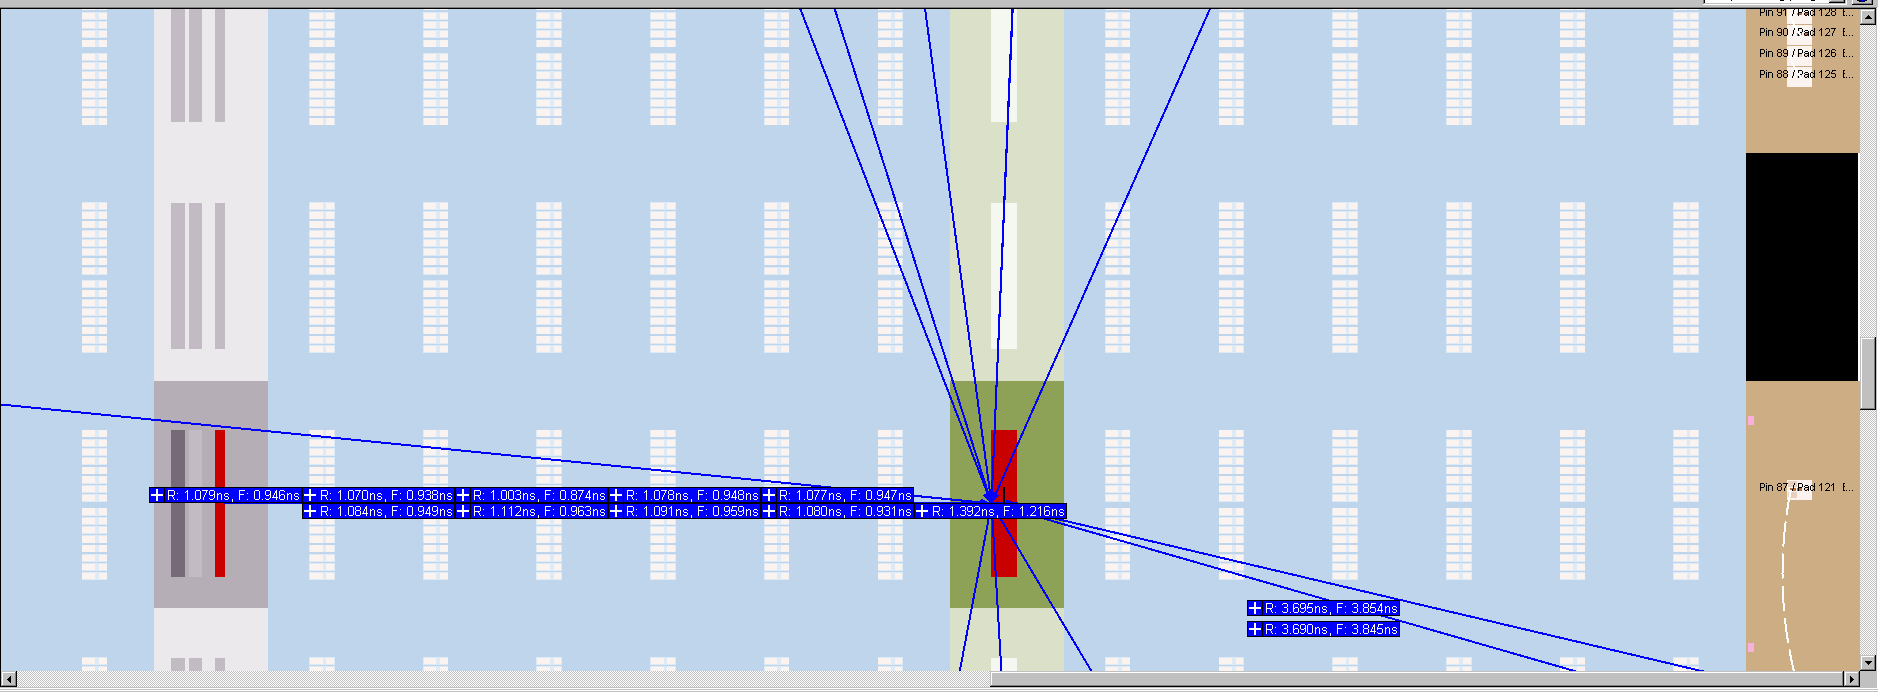 Pin 91 / Pad 128
Pin 90 / Pad 127
Pin 89 / Pad 126
Pin 88 / Pad 125
Pin 87 / Pad 121
R: 1.079ns, F: 0.946ns
R: 1.070ns, F: 0.938ns
R: 1.003ns, F: 0.874ns
R: 1.078ns, F: 0.948ns
R: 1.077ns, F: 0.947ns
R: 1.084ns, F: 0.949ns
R: 1.112ns, F: 0.963ns
R: 1.091ns, F: 0.959ns
R: 1.080ns, F: 0.931ns
R: 1.392ns, F: 1.216ns
R: 3.695ns, F: 3.854ns
R: 3.690ns, F: 3.845ns